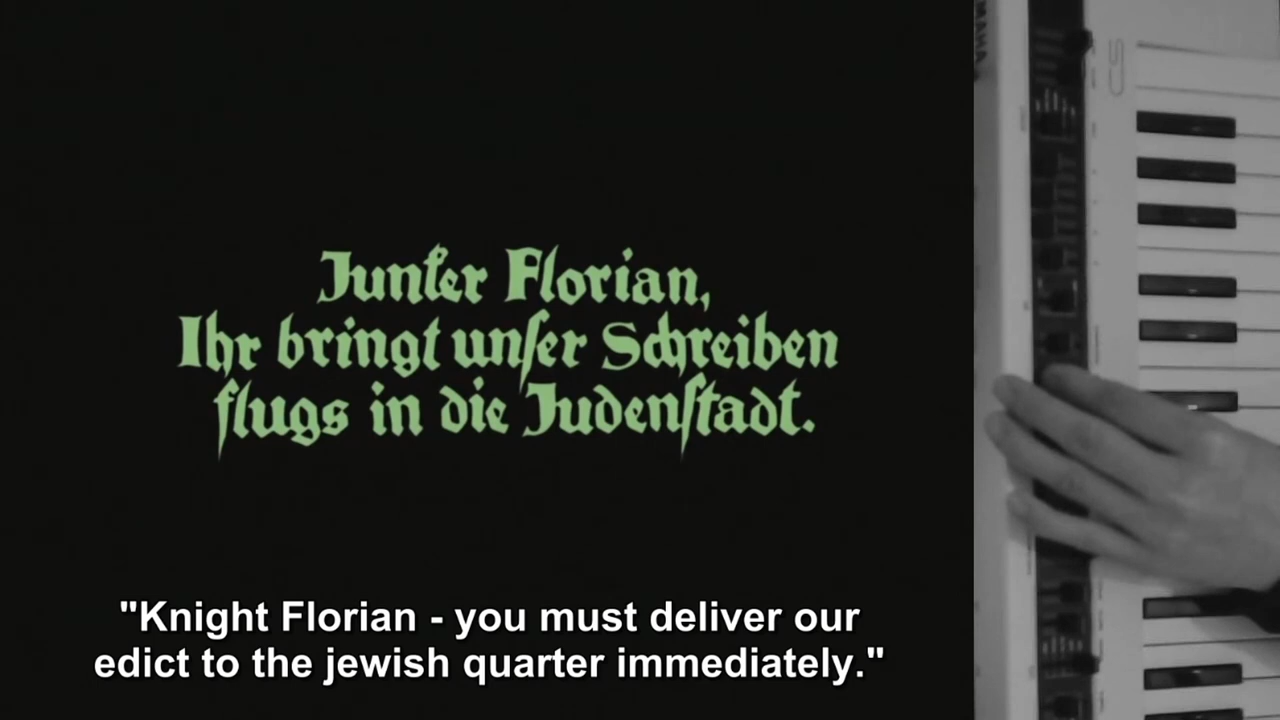 Junker Florian,
Ihr bringt unſer Schreiben
flugs in die Judenſtadt.
"Knight Florian - you must deliver our
edict to the jewish quarter immediately."
CS